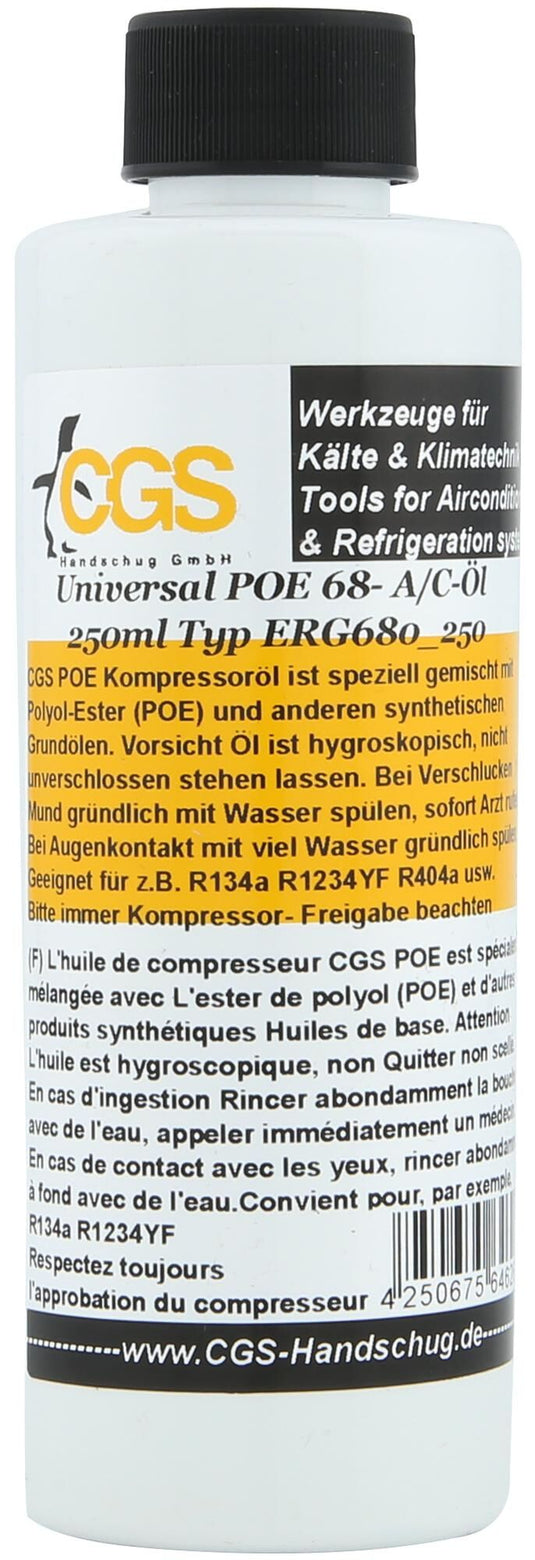 CGS
Handschug GmbH
Werkzeuge für
Kälte & Klimatechnik
Tools for
& Refrigeration
Universal POE 68- A/C-Öl
250ml Typ ERG680_250
CGS POE Kompressoröl ist speziell gemischt mit
Polyol-Ester (POE) und anderen synthetischen
Grundölen. Vorsicht Öl ist hygroskopisch, nicht
unverschlossen stehen lassen. Bei Verschlucken
Mund gründlich mit Wasser spülen, sofort Arzt
Bei Augenkontakt mit viel Wasser gründlich
Geeignet für z.B. R134a R1234YF R404a usw.
Bitte immer Kompressor- Freigabe beachten
(F) L'huile de compresseur CGS POE est
mélangée avec L'ester de polyol (POE) et d'autres
produits synthétiques Huiles de base. Attention
L'huile est hygroscopique, non Quitter non
En cas d'ingestion Rincer abondamment la bouche
avec de l'eau, appeler immédiatement un
En cas de contact avec les yeux, rincer
à fond avec de l'eau.Convient pour, par exemple,
R134a R1234YF
Respectez toujours
l'approbation du compresseur
4 250675
www.CGS-Handschug.de